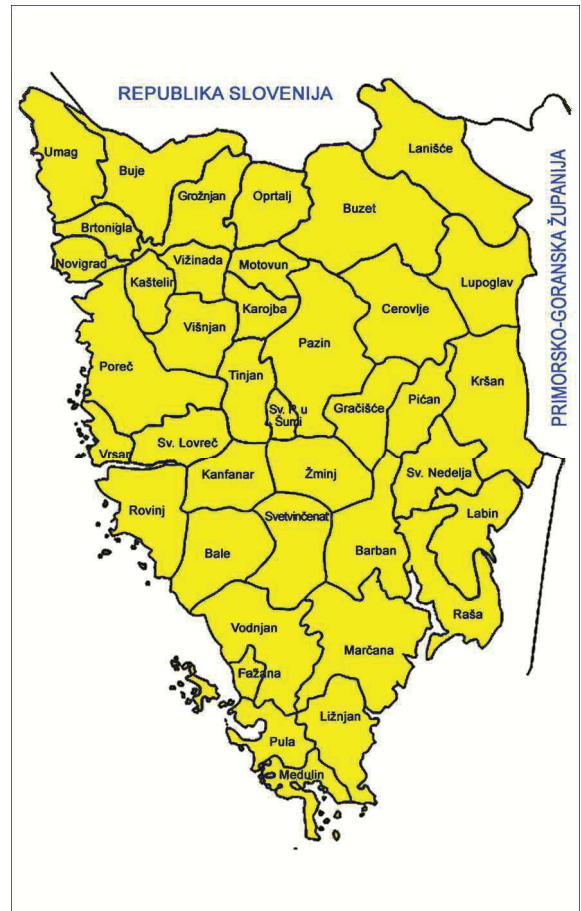 REPUBLIKA SLOVENIJA
PRIMORSKO-GORANSKA ŽUPANIJA
Umag
Buje
Lanišće
Grožnjan
Oprtalj
Buzet
Brtonigla
Novigrad
Vižinada
Motovun
Kaštelir
Lupoglav
Karojba
Cerovlje
Višnjan
Pazin
Poreč
Tinjan
Kršan
Gračišće
Pićan
Sv. P. u
Šumi
Sv. Lovreč
Vrsar
Kanfanar
Žminj
Sv. Nedelja
Rovinj
Svetvinčenat
Labin
Bale
Barban
Raša
Vodnjan
Marčana
Fažana
Ližnjan
Pula
Medulin